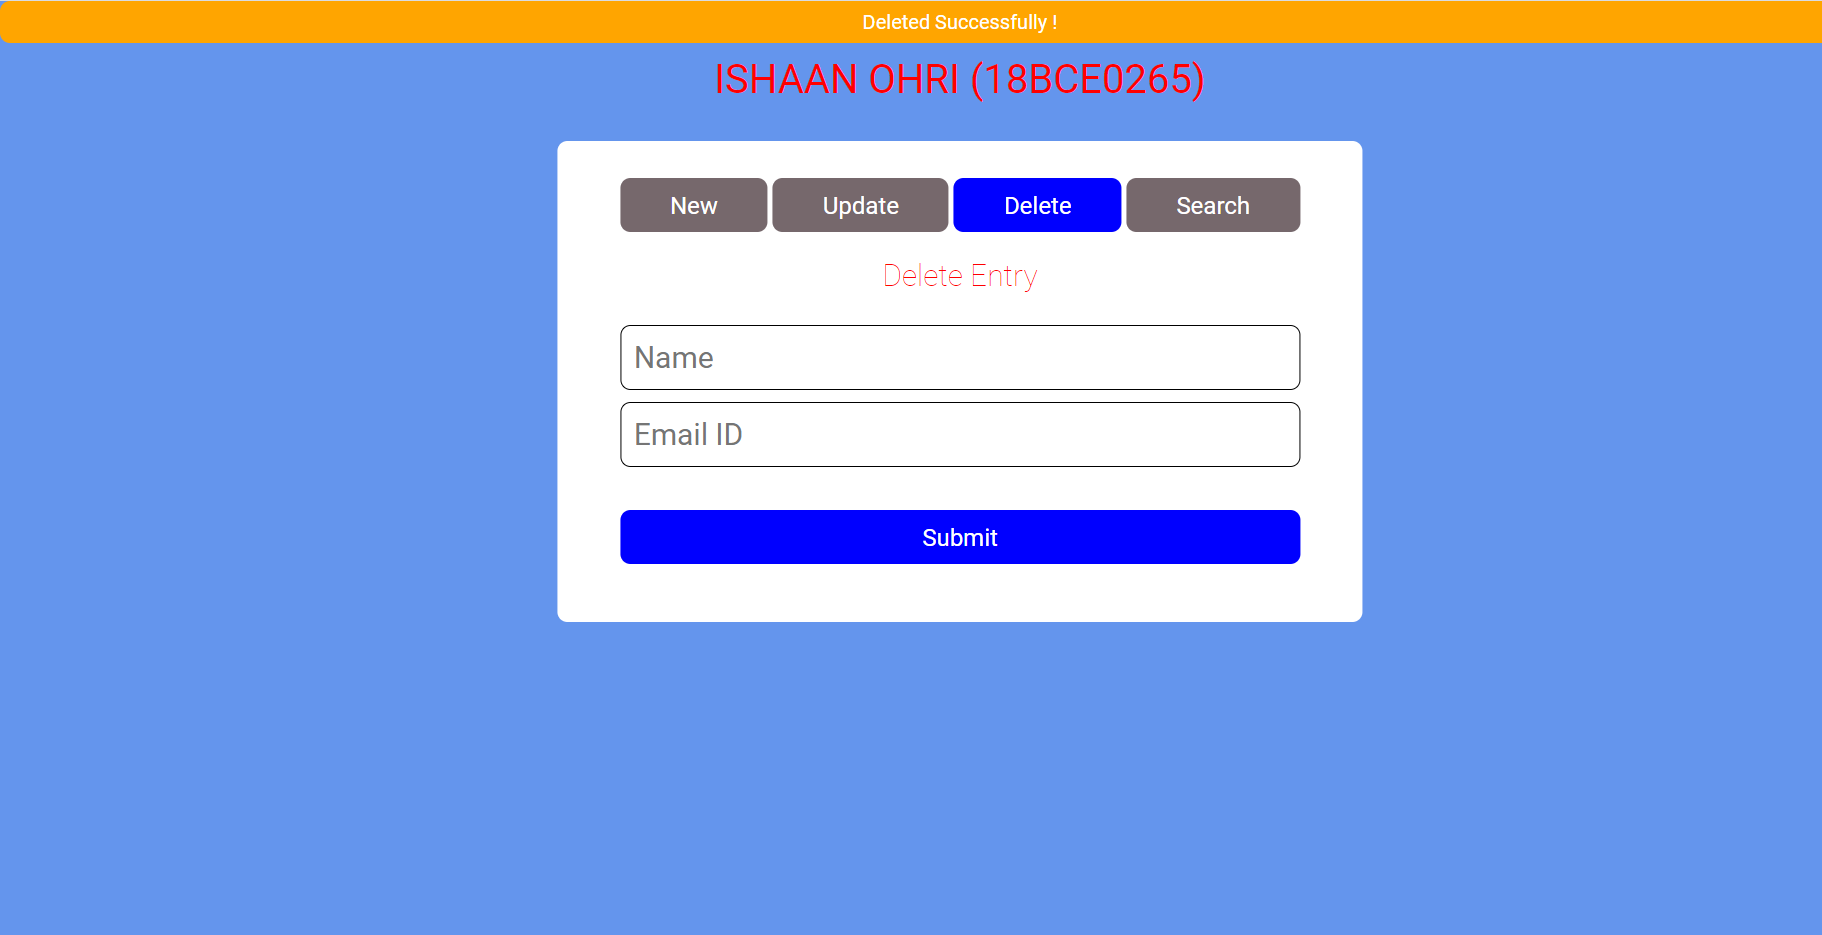 Deleted Successfully !
ISHAAN OHRI (18BCE0265)
New Update Delete Search
Delete Entry
Name
Email ID
Submit